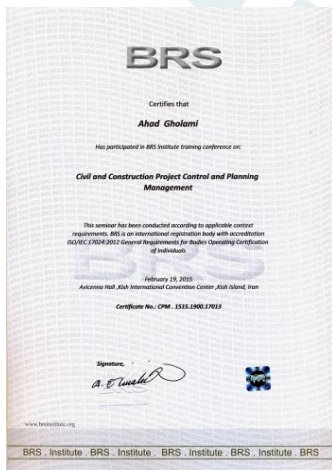 BRS
Certifies that
Ahad Gholami
Has participated in BRS Institute training conference on:
Civil and Construction Project Control and Planning
Management
This seminar has been conducted according to applicable context
requirements. BRS is an international registration body with accreditation
ISO/IEC 17024:2012 General Requirements for Bodies Operating Certification
of Individuals
February 19, 2015
Avicenna Hall ,Kish International Convention Center ,Kish Island, Iran
Certificate No.: CPM . 1515.1900.17013
Signature,
www.brsinstitute.org
BRS . Institute . BRS . Institute . BRS . Institute . BRS . Institute . BRS